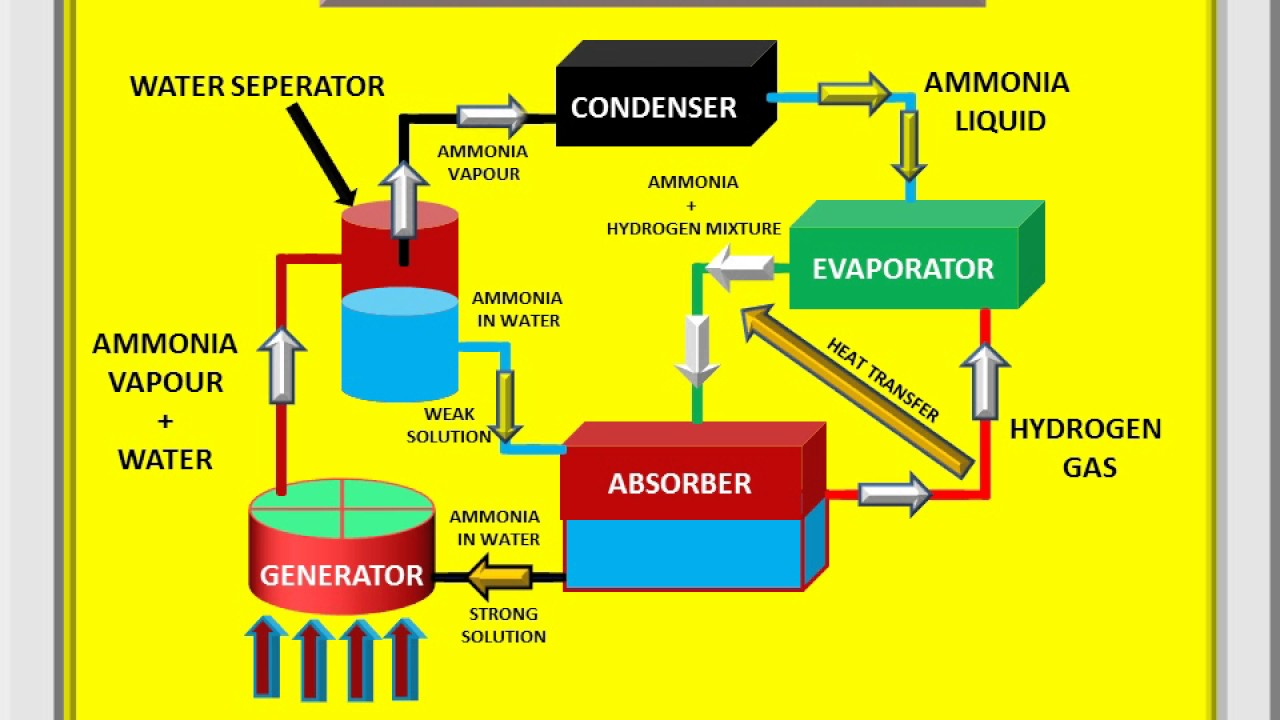 WATER SEPERATOR
CONDENSER
AMMONIA
LIQUID
AMMONIA
VAPOUR
AMMONIA
+
HYDROGEN MIXTURE
EVAPORATOR
AMMONIA
IN WATER
AMMONIA
VAPOUR
+
WATER
HEAT TRANSFER
WEAK
SOLUTION
HYDROGEN
GAS
ABSORBER
AMMONIA
IN WATER
GENERATOR
STRONG
SOLUTION